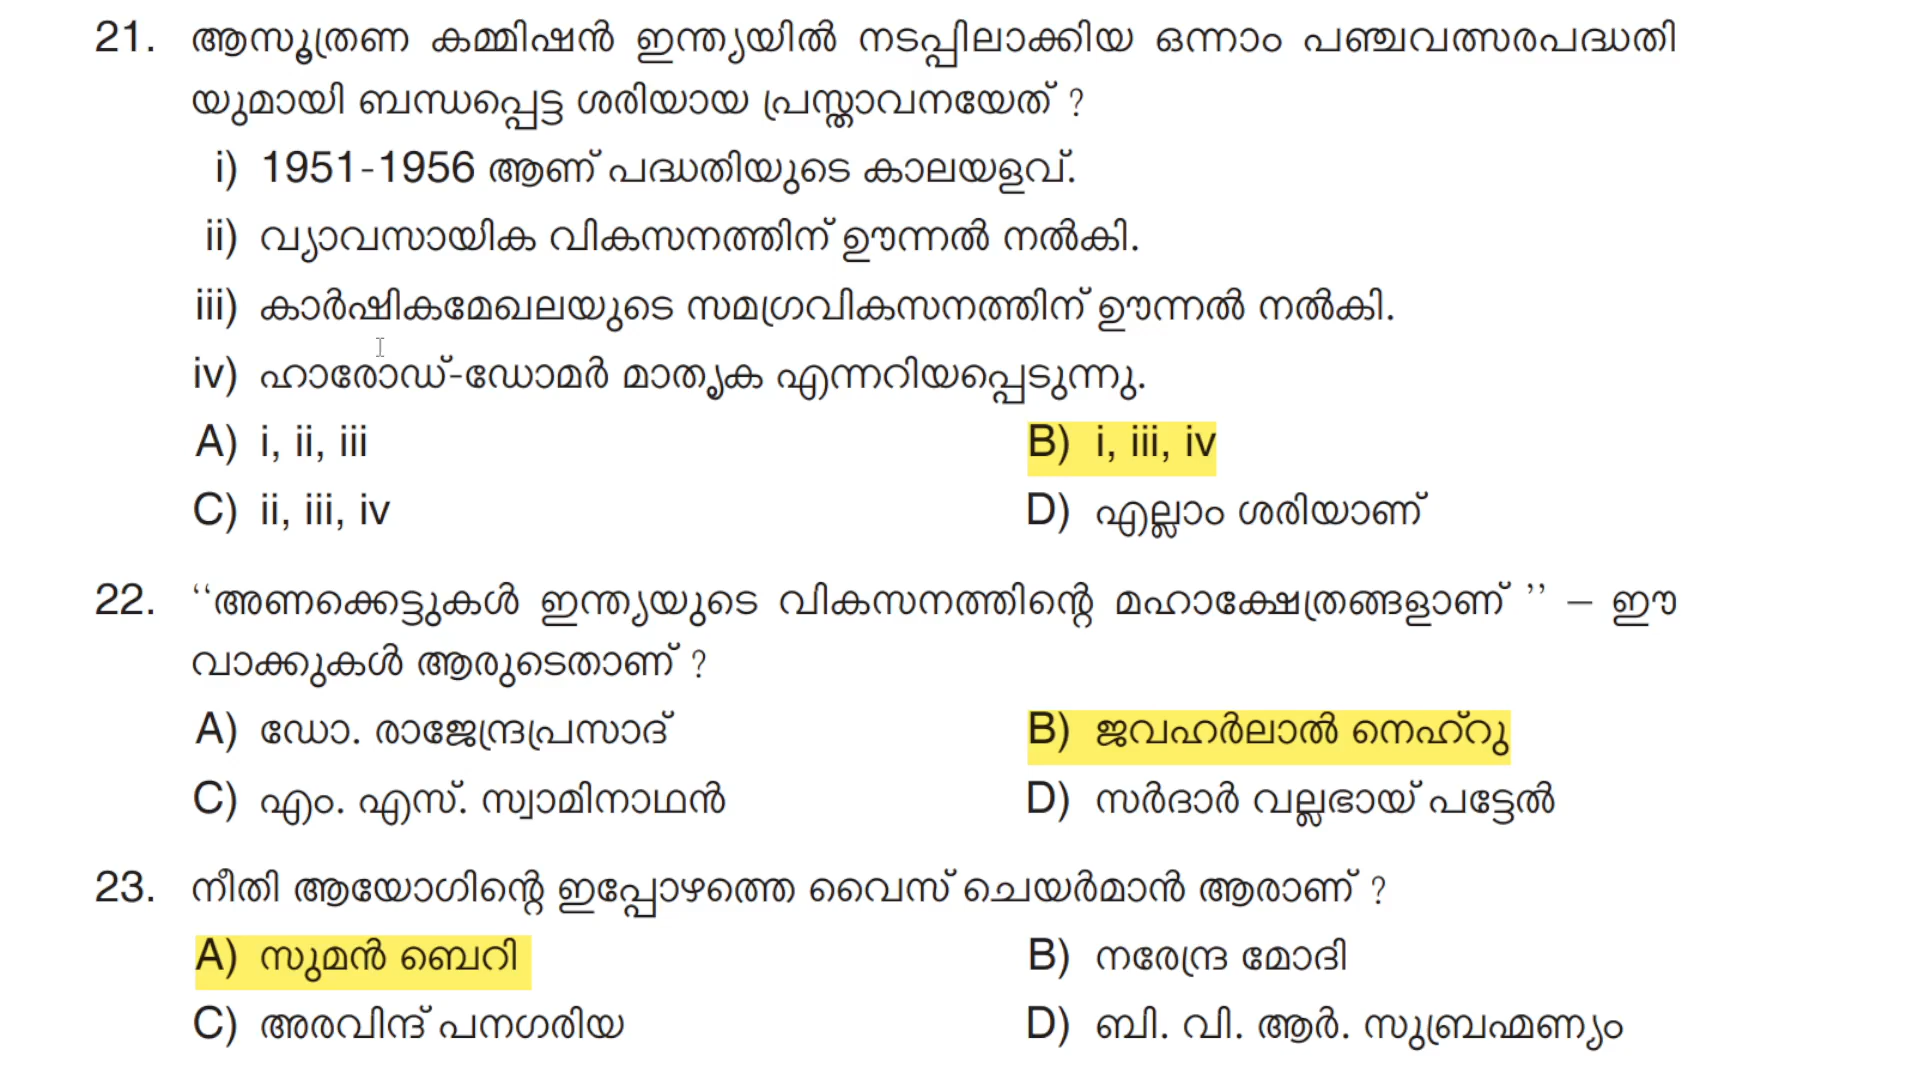 21. ആസൂത്രണ കമ്മിഷൻ ഇന്ത്യയിൽ നടപ്പിലാക്കിയ ഒന്നാം പഞ്ചവത്സരപദ്ധതി
യുമായി ബന്ധപ്പെട്ട ശരിയായ പ്രസ്താവനയേത് ?
i) 1951-1956 ആണ് പദ്ധതിയുടെ കാലയളവ്.
ii) വ്യാവസായിക വികസനത്തിന് ഊന്നൽ നൽകി.
iii) കാർഷികമേഖലയുടെ സമഗ്രവികസനത്തിന് ഊന്നൽ നൽകി.
iv) ഹാരോഡ്-ഡോമർ മാതൃക എന്നറിയപ്പെടുന്നു.
A) i, ii, iii B) i, iii, iv
C) ii, iii, iv D) എല്ലാം ശരിയാണ്
22. ‘‘അണക്കെട്ടുകൾ ഇന്ത്യയുടെ വികസനത്തിന്റെ മഹാക്ഷേത്രങ്ങളാണ് ’’ – ഈ
വാക്കുകൾ ആരുടെതാണ് ?
A) ഡോ. രാജേന്ദ്രപ്രസാദ് B) ജവഹർലാൽ നെഹ്റു
C) എം. എസ്. സ്വാമിനാഥൻ D) സർദാർ വല്ലഭായ് പട്ടേൽ
23. നീതി ആയോഗിന്റെ ഇപ്പോഴത്തെ വൈസ് ചെയർമാൻ ആരാണ് ?
A) സുമൻ ബെറി B) നരേന്ദ്ര മോദി
C) അരവിന്ദ് പനഗരിയ D) ബി. വി. ആർ. സുബ്രഹ്മണ്യം